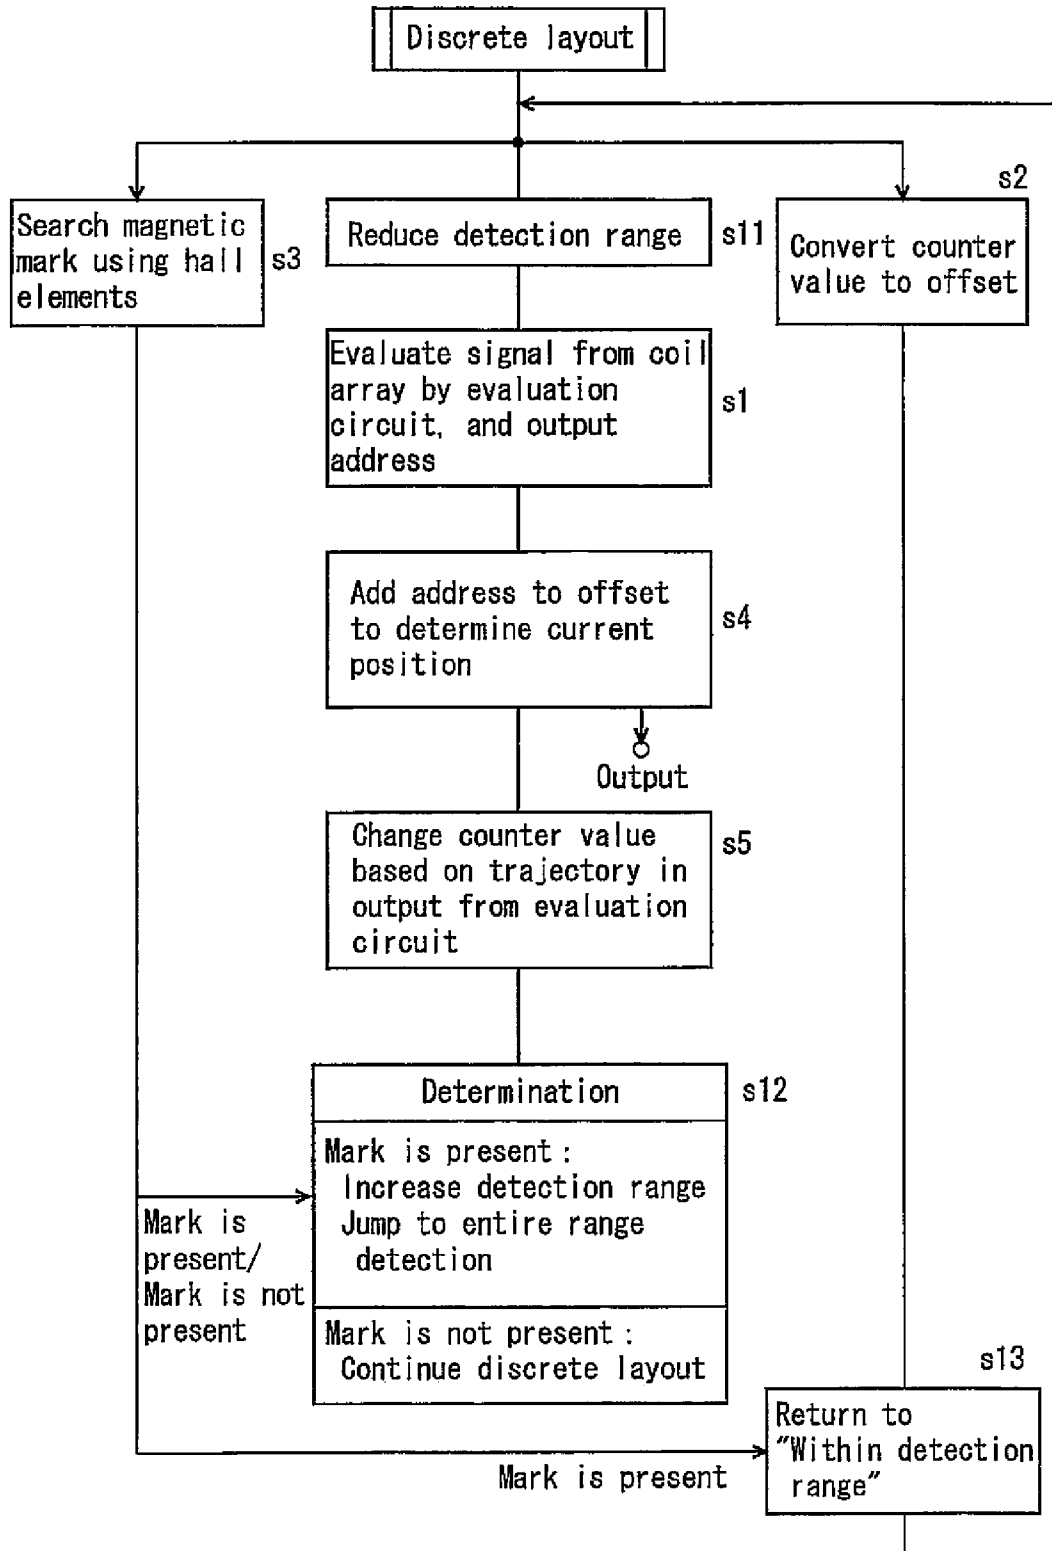 Discrete layout
s2
Search magnetic
mark using hall
elements
s3
Reduce detection range
s11
Convert counter
value to offset
Evaluate signal from coil
array by evaluation
circuit, and output
address
s1
Add address to offset
to determine current
position
s4
Output
Change counter value
based on trajectory in
output from evaluation
circuit
s5
Determination
s12
Mark is present:
Increase detection range
Jump to entire range
detection
Mark is
present/
Mark is not
present
Mark is not present:
Continue discrete layout
s13
Return to
"Within detection
range"
Mark is present